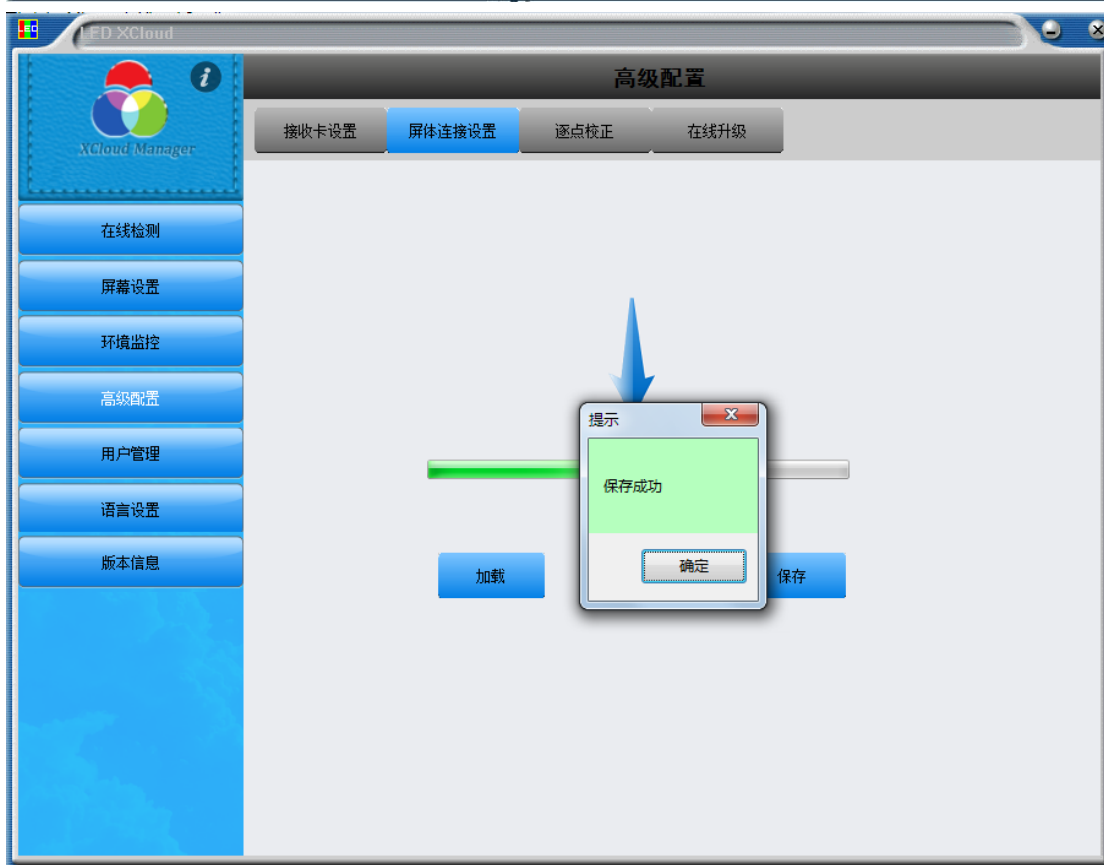 LED XCloud
XCloud Manager
高级配置
接收卡设置 屏体连接设置 逐点校正 在线升级
在线检测
屏幕设置
环境监控
高级配置
用户管理
语言设置
版本信息
提示
保存成功
确定
加载
保存